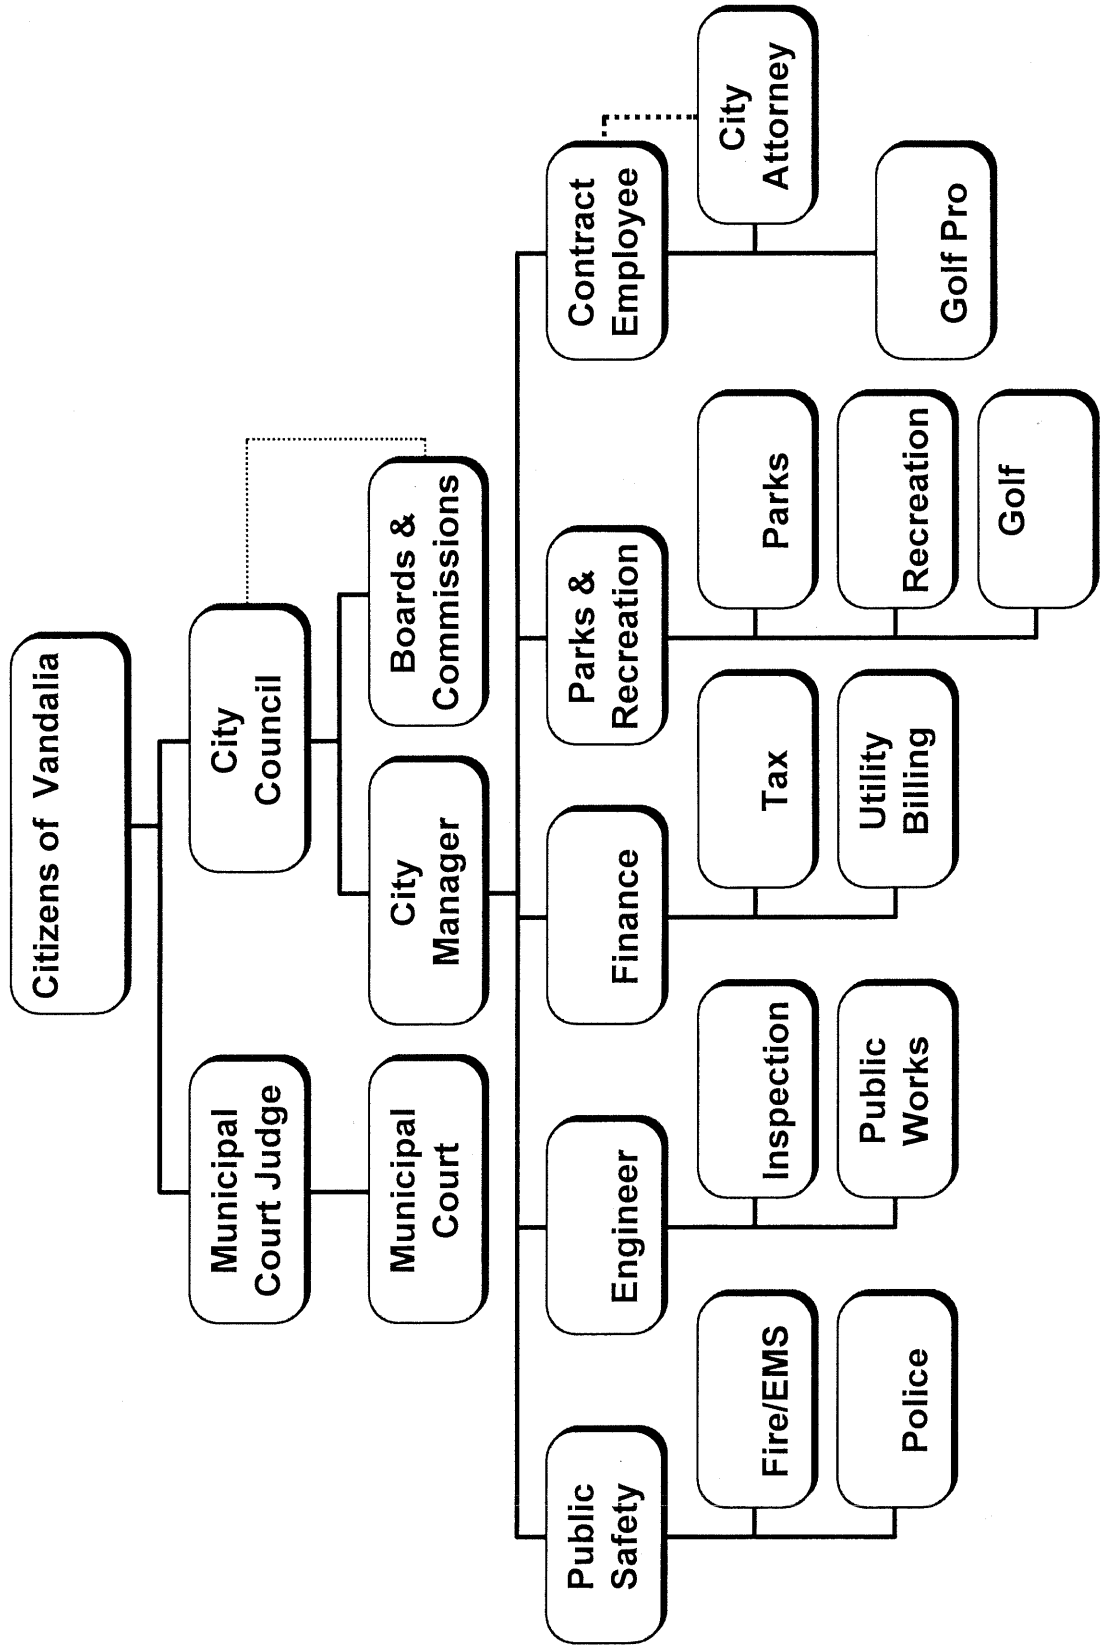 Citizens of Vandalia
Municipal
Court Judge
City
Council
Municipal
Court
City
Manager
Boards &
Commissions
Public
Safety
Fire/EMS
Police
Engineer
Inspection
Public
Works
Finance
Tax
Utility
Billing
Parks &
Recreation
Parks
Recreation
Golf
Contract
Employee
City
Attorney
Golf Pro